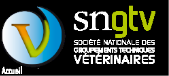 sngtv
SOCIÉTÉ NATIONALE DES
GROUPEMENTS TECHNIQUES
VÉTÉRINAIRES
Accueil